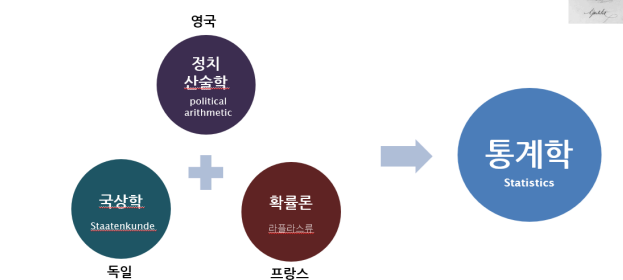 영국
정치
산술학
political
arithmetic
통계학
Statistics
국상학
Staatenkunde
확률론
라플라스류
독일
프랑스